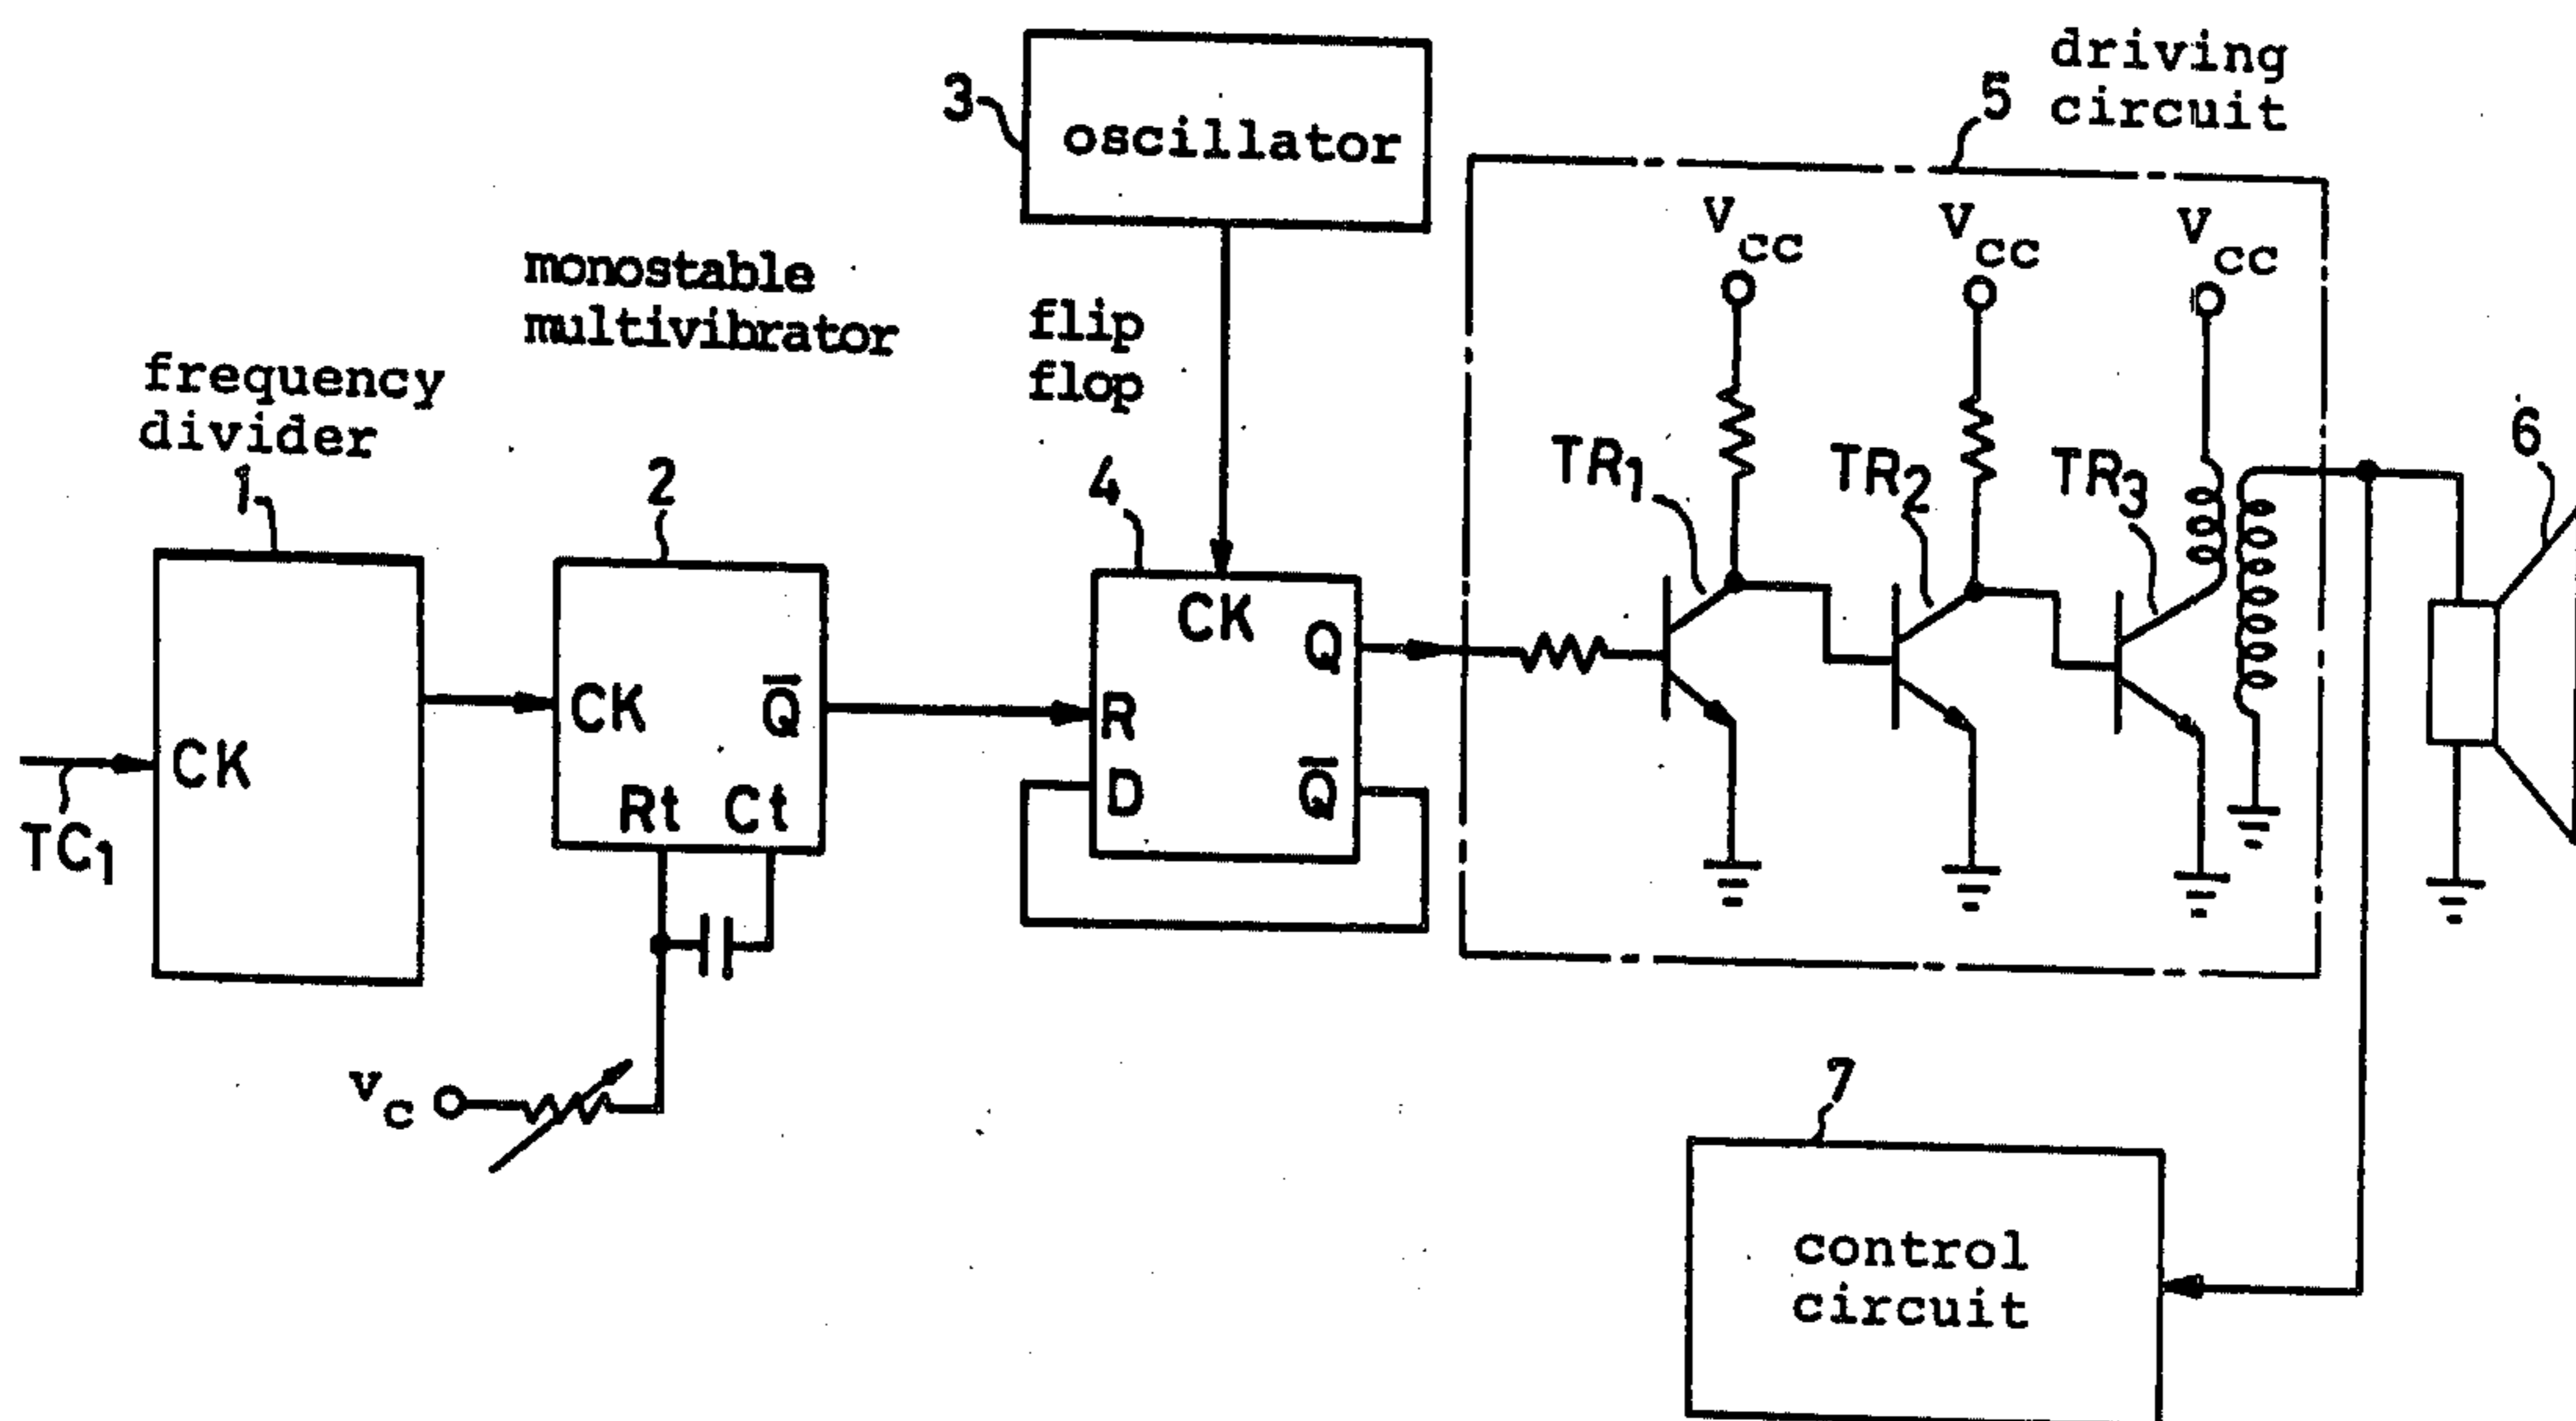 3
oscillator
driving
circuit
5
Vcc
Vcc
Vcc
monostable
multivibrator
flip
flop
frequency
divider
1
2
4
TR1
TR2
TR3
6
CK
Q
CK
Q̅
R
CK
D
Q̅
Rt Ct
TC1
vc
7
control
circuit